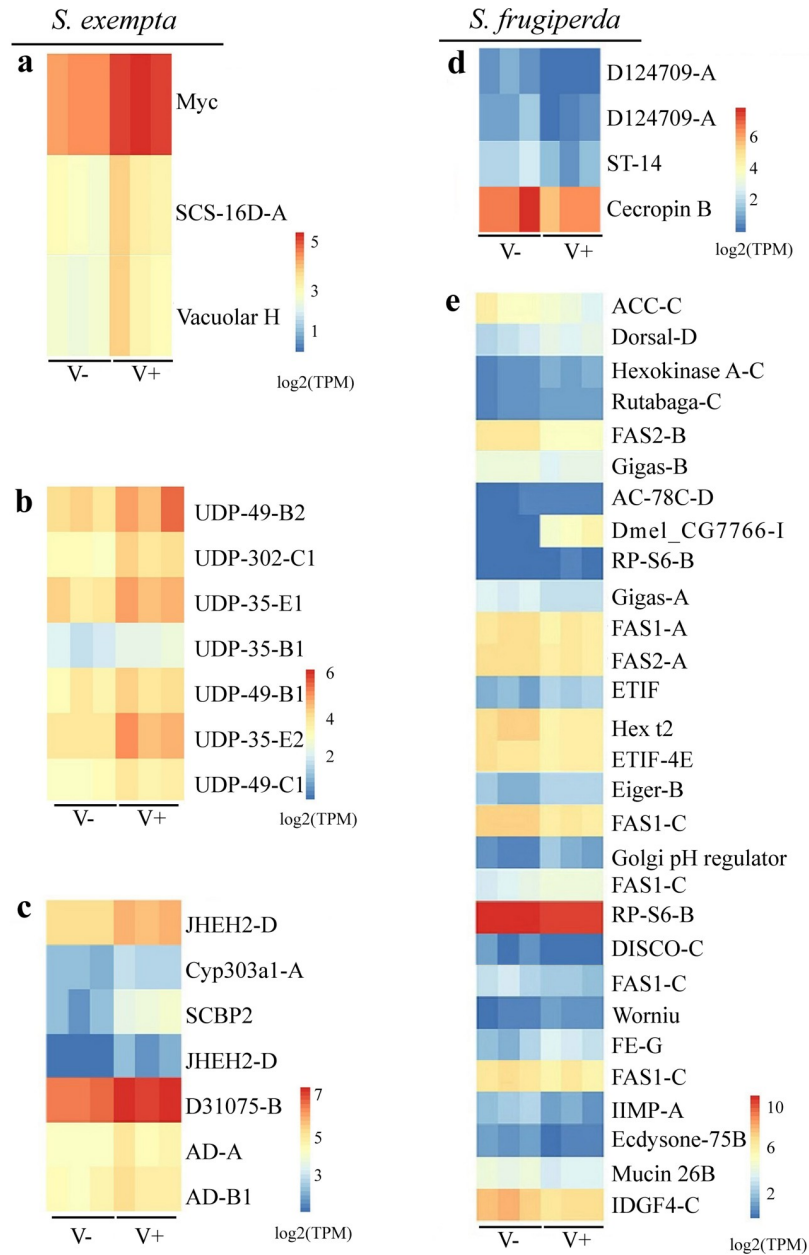 S. exempta
a
Myc
SCS-16D-A
Vacuolar H
5
3
1
log2(TPM)
V-
V+
b
UDP-49-B2
UDP-302-C1
UDP-35-E1
UDP-35-B1
UDP-49-B1
UDP-35-E2
UDP-49-C1
6
4
2
log2(TPM)
V-
V+
c
JHEH2-D
Cyp303a1-A
SCBP2
JHEH2-D
D31075-B
AD-A
AD-B1
7
5
3
log2(TPM)
V-
V+
S. frugiperda
d
D124709-A
D124709-A
ST-14
Cecropin B
6
4
2
log2(TPM)
V-
V+
e
ACC-C
Dorsal-D
Hexokinase A-C
Rutabaga-C
FAS2-B
Gigas-B
AC-78C-D
Dmel_CG7766-I
RP-S6-B
Gigas-A
FAS1-A
FAS2-A
ETIF
Hex t2
ETIF-4E
Eiger-B
FAS1-C
Golgi pH regulator
FAS1-C
RP-S6-B
DISCO-C
FAS1-C
Worniu
FE-G
FAS1-C
IIMP-A
Ecdysone-75B
Mucin 26B
IDGF4-C
10
6
2
log2(TPM)
V-
V+